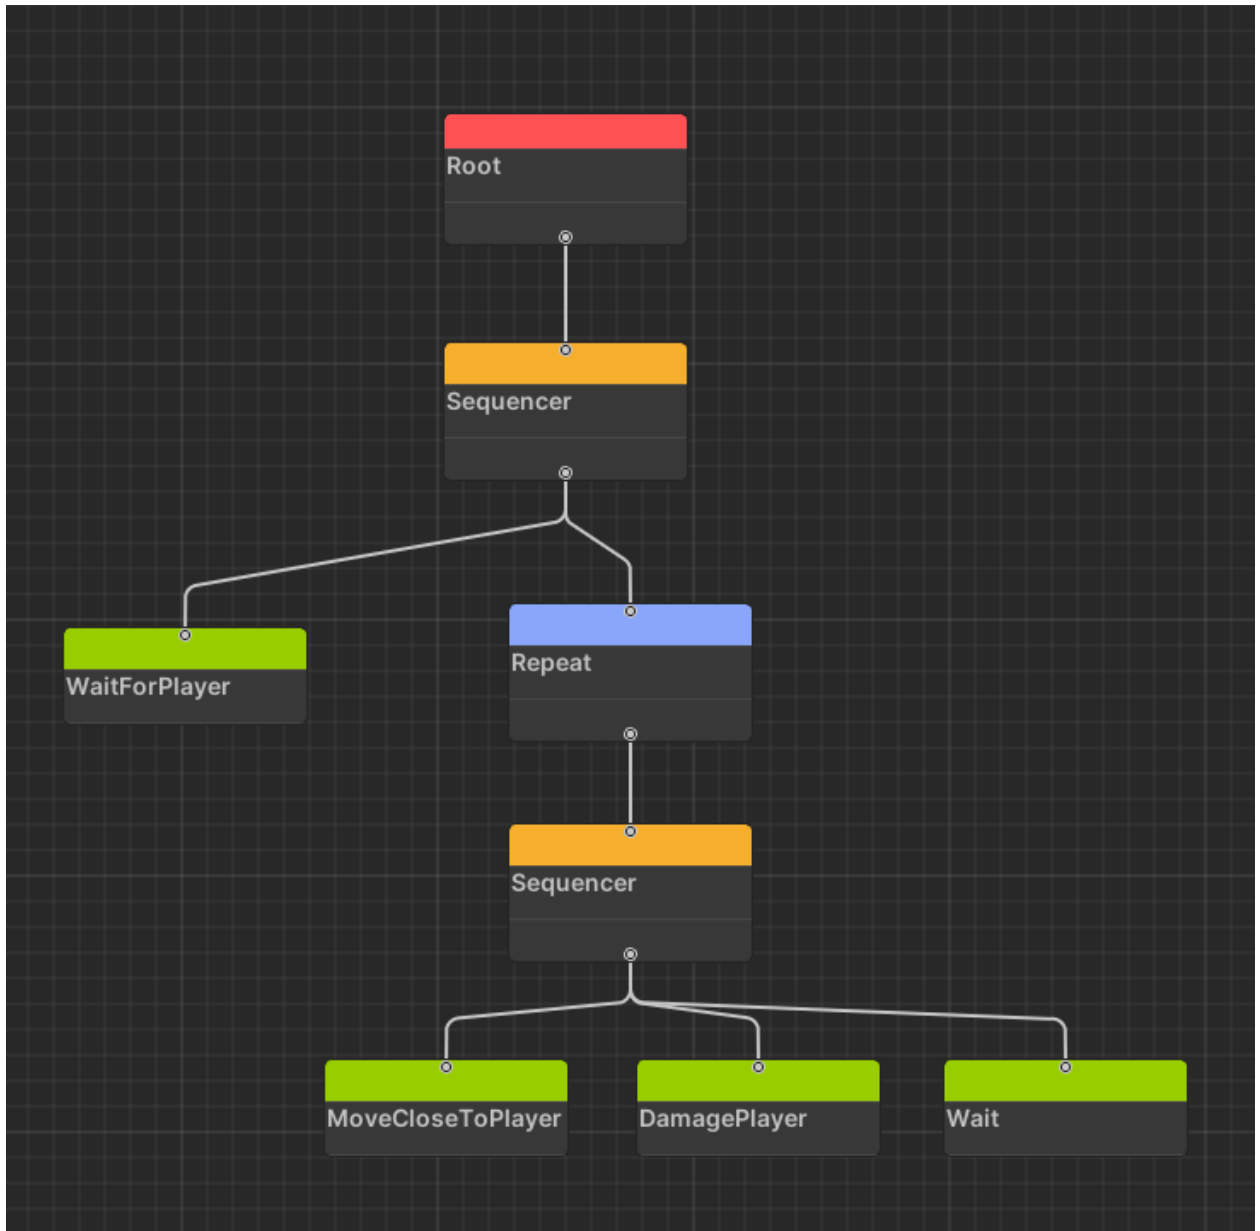 Root
Sequencer
WaitForPlayer
Repeat
Sequencer
MoveCloseToPlayer
DamagePlayer
Wait